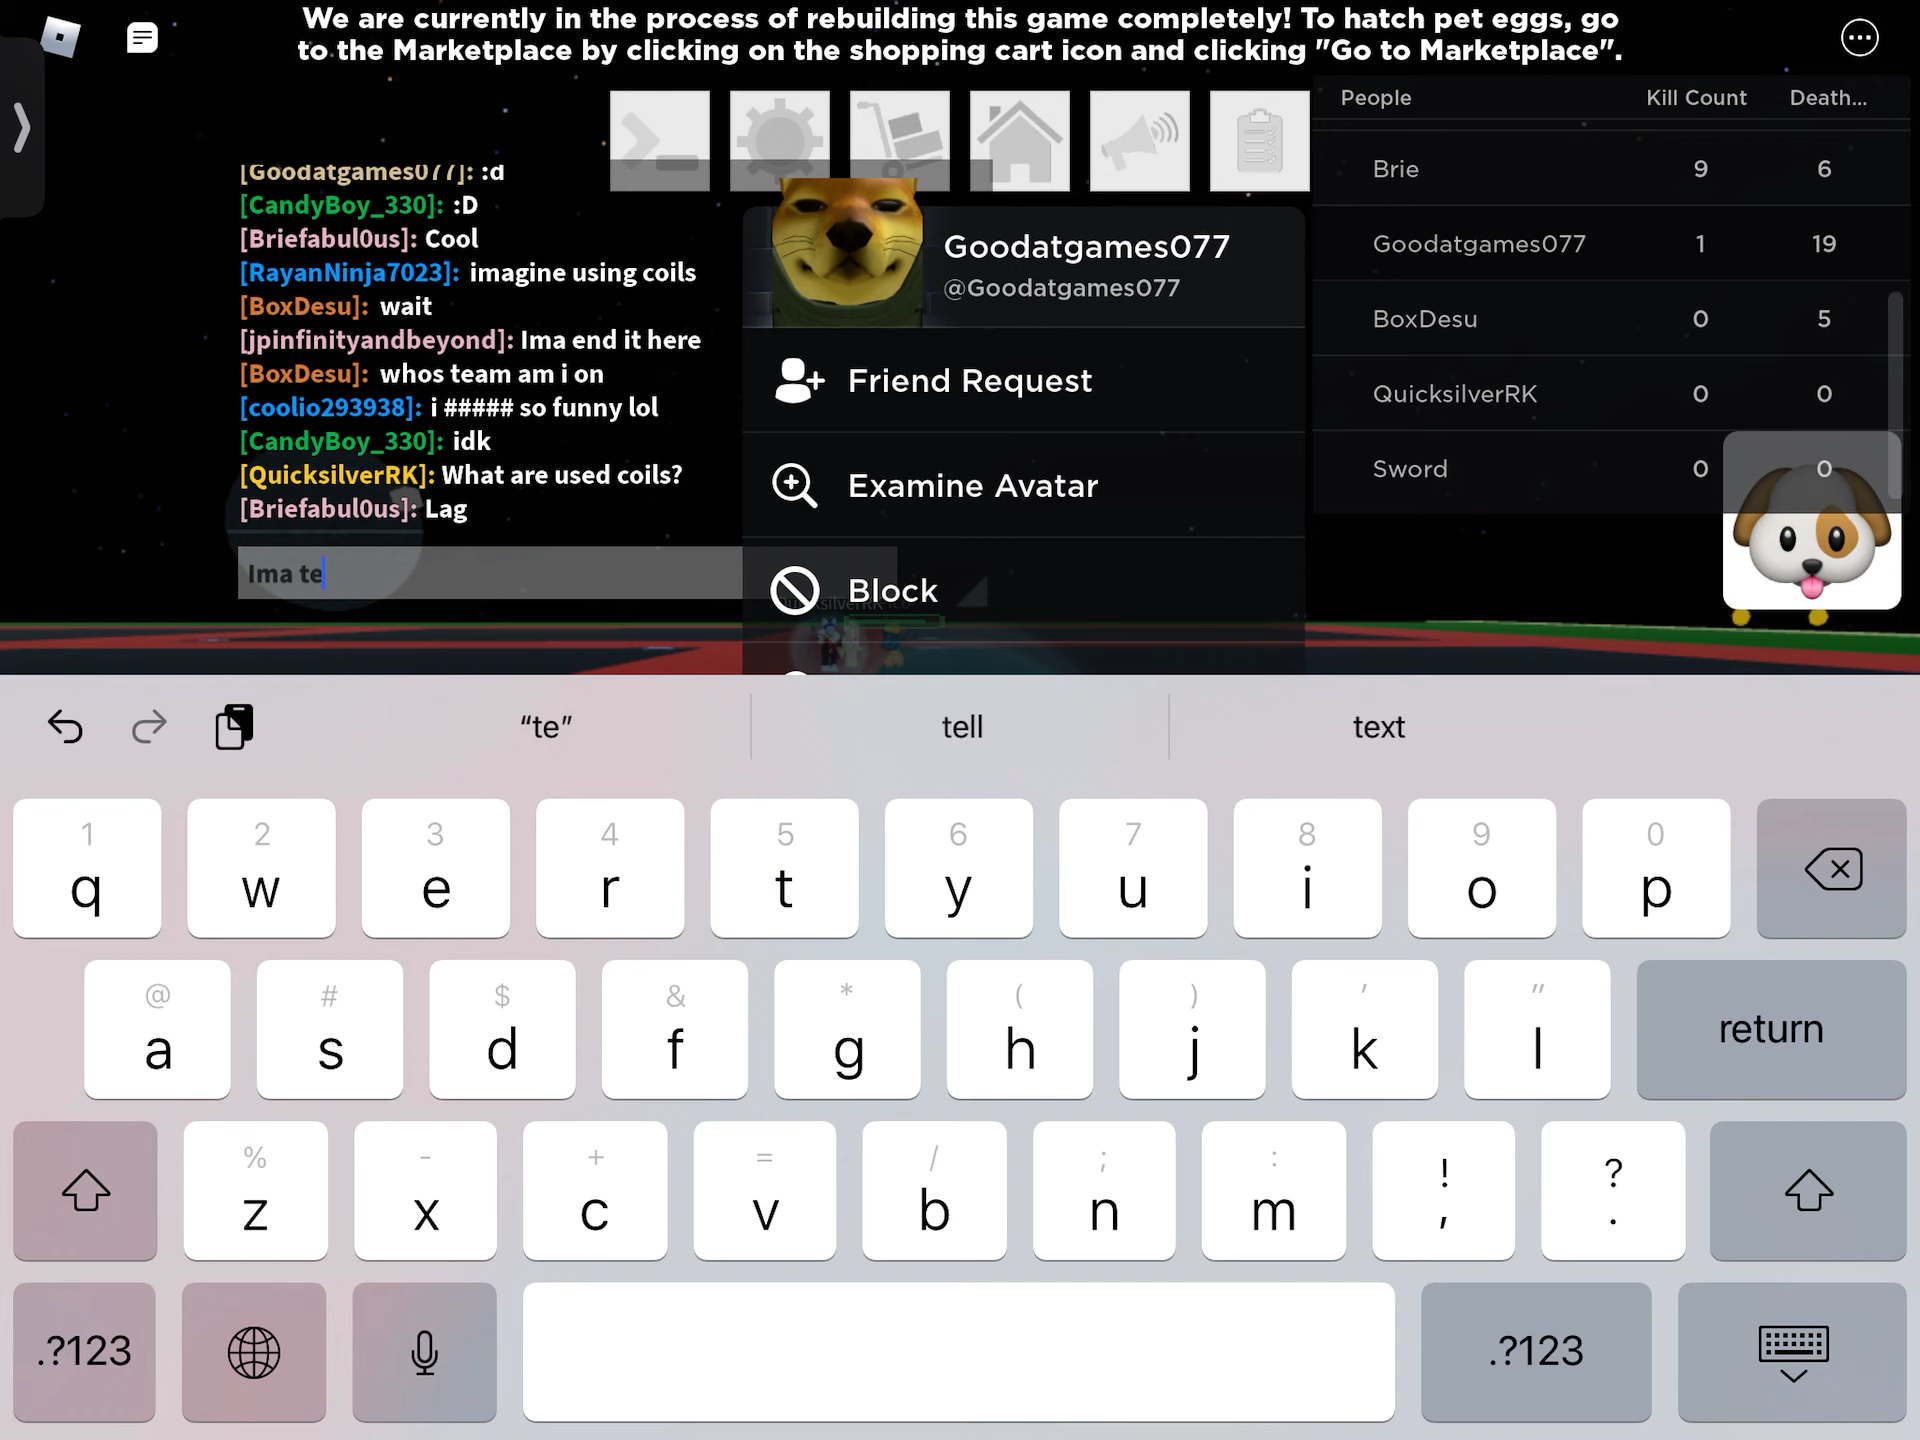 We are currently in the process of rebuilding this game completely! To hatch pet eggs, go
to the Marketplace by clicking on the shopping cart icon and clicking "Go to Marketplace".
People Kill Count Death...
Brie 9 6
Goodatgames077 1 19
BoxDesu 0 5
QuicksilverRK 0 0
Sword 0 0
[Goodatgames077]: :d
[CandyBoy_330]: :D
[Briefabul0us]: Cool
[RayanNinja7023]: imagine using coils
[BoxDesu]: wait
[jpinfinityandbeyond]: Ima end it here
[BoxDesu]: whos team am i on
[coolio293938]: i ##### so funny lol
[CandyBoy_330]: idk
[QuicksilverRK]: What are used coils?
[Briefabul0us]: Lag
Ima te
Goodatgames077
@Goodatgames077
Friend Request
Examine Avatar
Block
QuicksilverRK
“te” tell text
1 2 3 4 5 6 7 8 9 0
q w e r t y u i o p
@ # $ & * ( ) ' "
a s d f g h j k l return
% - + = / ; : ! ?
z x c v b n m , .
.?123 .?123